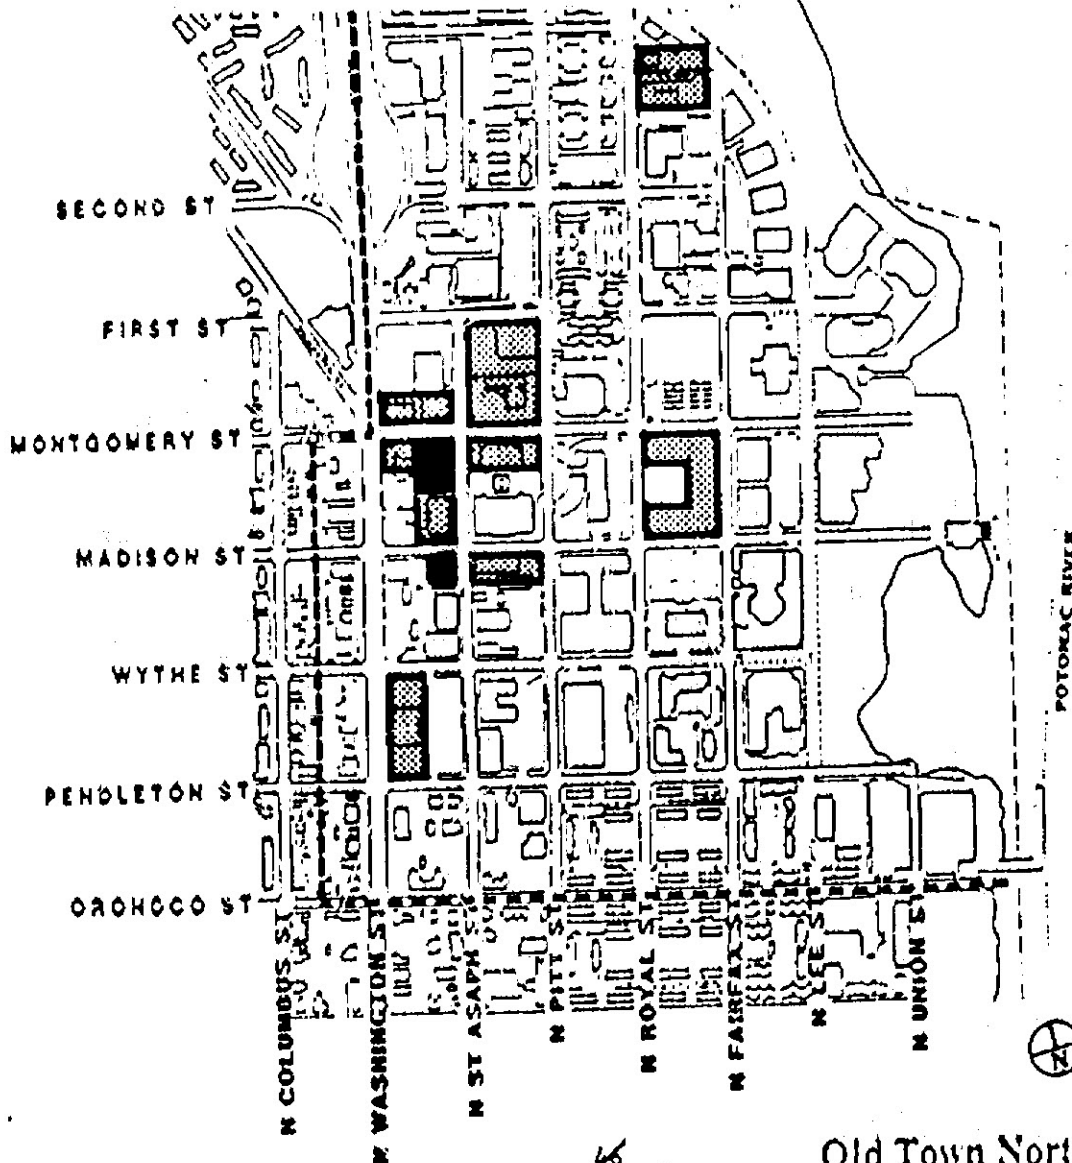 SECOND ST
FIRST ST
MONTGOMERY ST
MADISON ST
WYTHE ST
PENDLETON ST
OROHOCO ST
POTOMAC RIVER
N COLUMBUS ST
N WASHINGTON ST
N ST ASAPH ST
N PITT ST
N ROYAL ST
N FAIRFAX ST
N LEE ST
N UNION ST
N
Old Town Nort